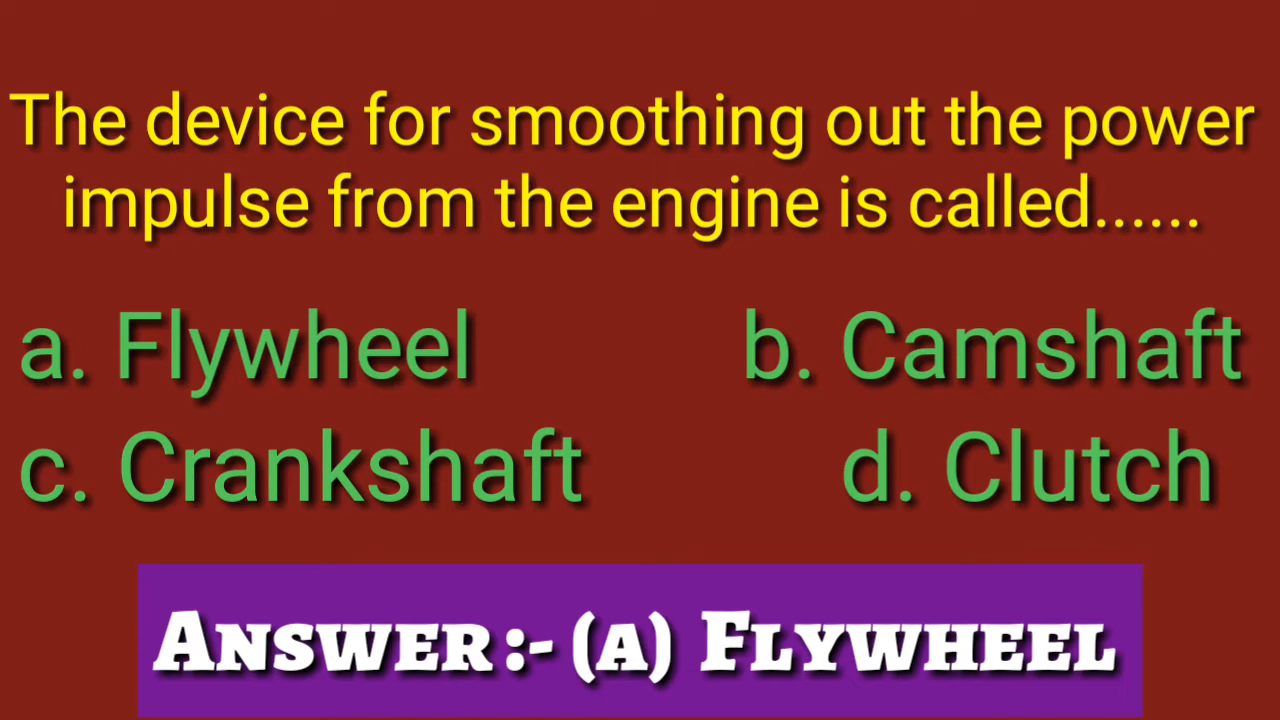 The device for smoothing out the power
impulse from the engine is called......
a. Flywheel b. Camshaft
c. Crankshaft d. Clutch
Answer:- (a) Flywheel